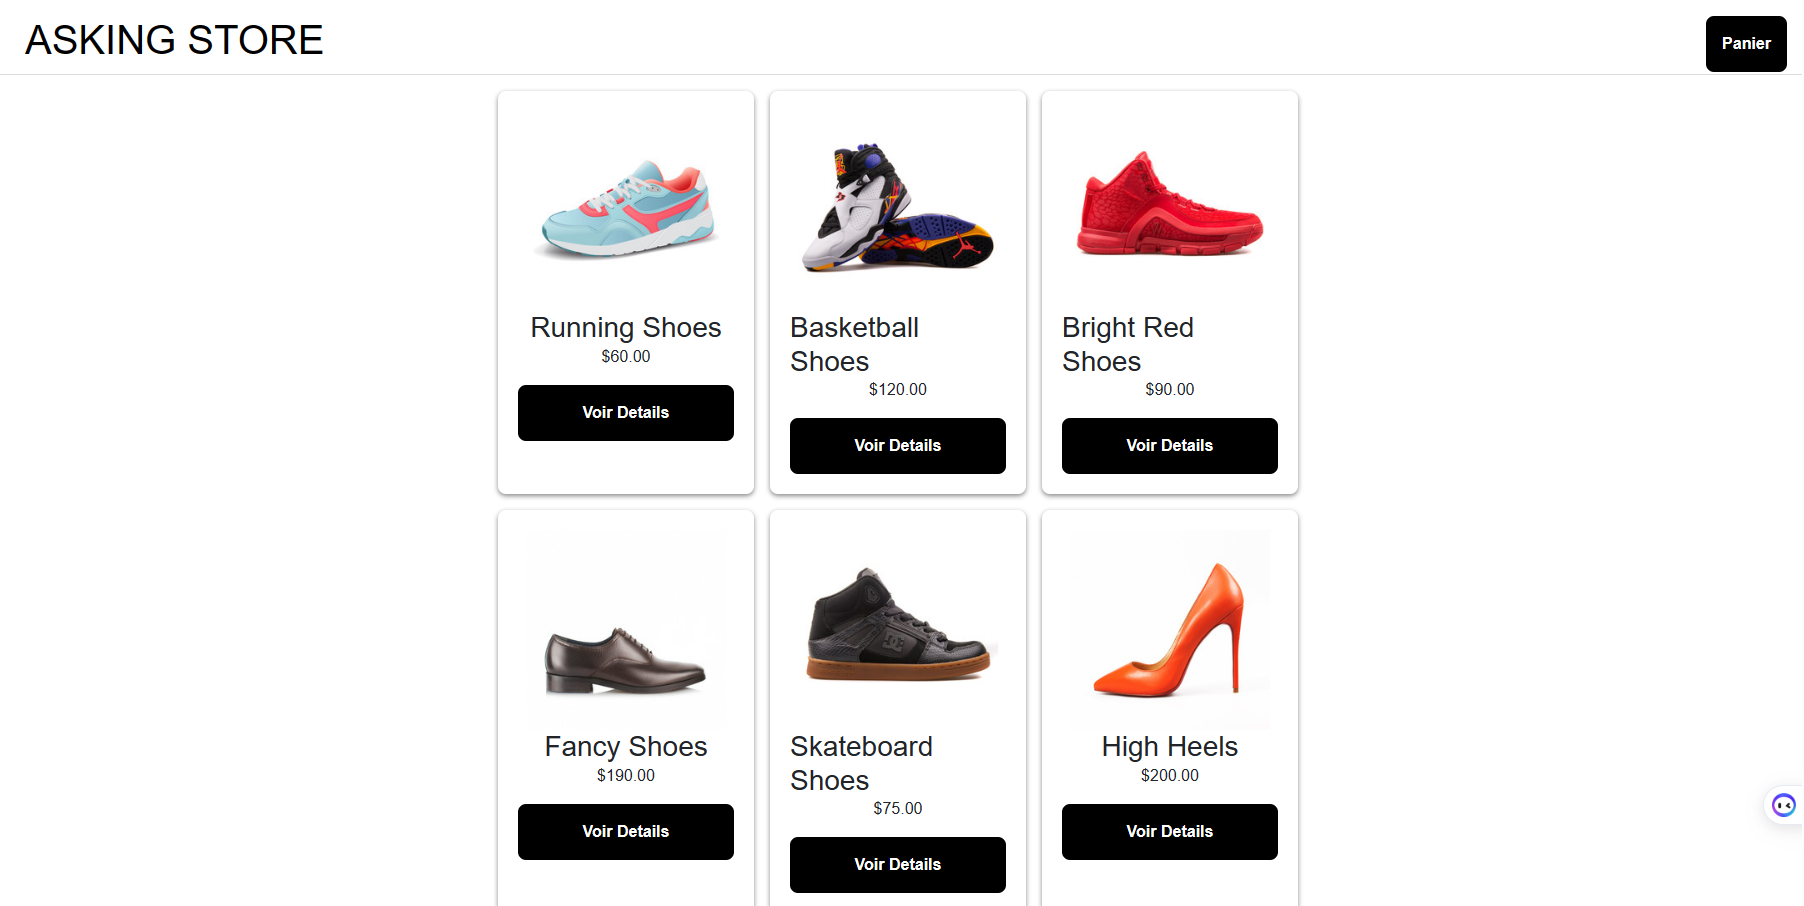 ASKING STORE
Panier
Running Shoes
$60.00
Voir Details
Basketball
Shoes
$120.00
Voir Details
Bright Red
Shoes
$90.00
Voir Details
Fancy Shoes
$190.00
Voir Details
Skateboard
Shoes
$75.00
Voir Details
High Heels
$200.00
Voir Details